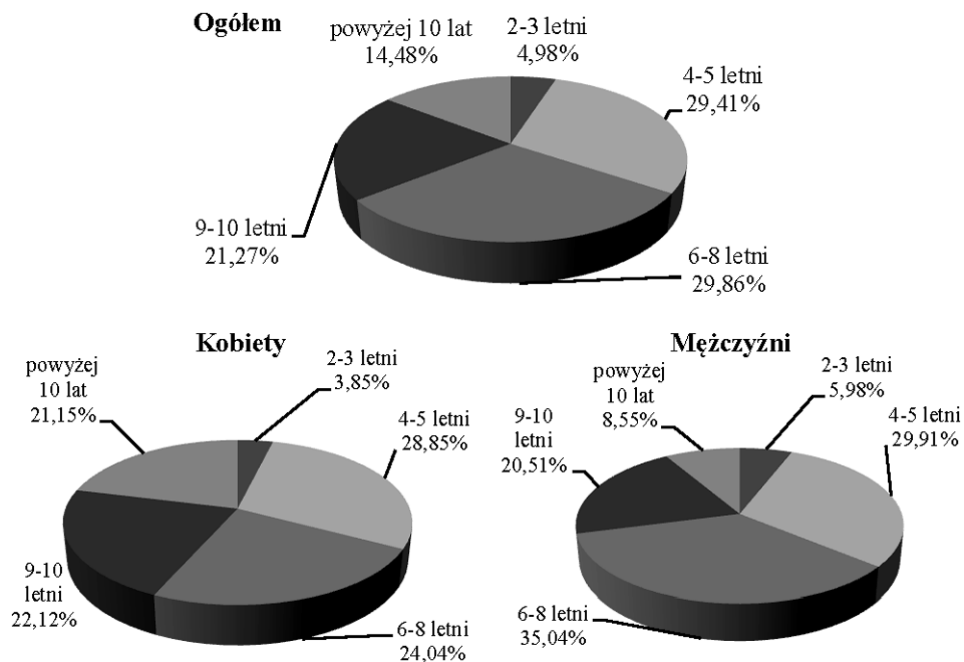 Ogółem
powyżej 10 lat
14,48%
2-3 letni
4,98%
4-5 letni
29,41%
9-10 letni
21,27%
6-8 letni
29,86%
Kobiety
powyżej
10 lat
21,15%
2-3 letni
3,85%
4-5 letni
28,85%
9-10
letni
22,12%
6-8 letni
24,04%
Mężczyźni
powyżej
10 lat
8,55%
2-3 letni
5,98%
4-5 letni
29,91%
9-10
letni
20,51%
6-8 letni
35,04%